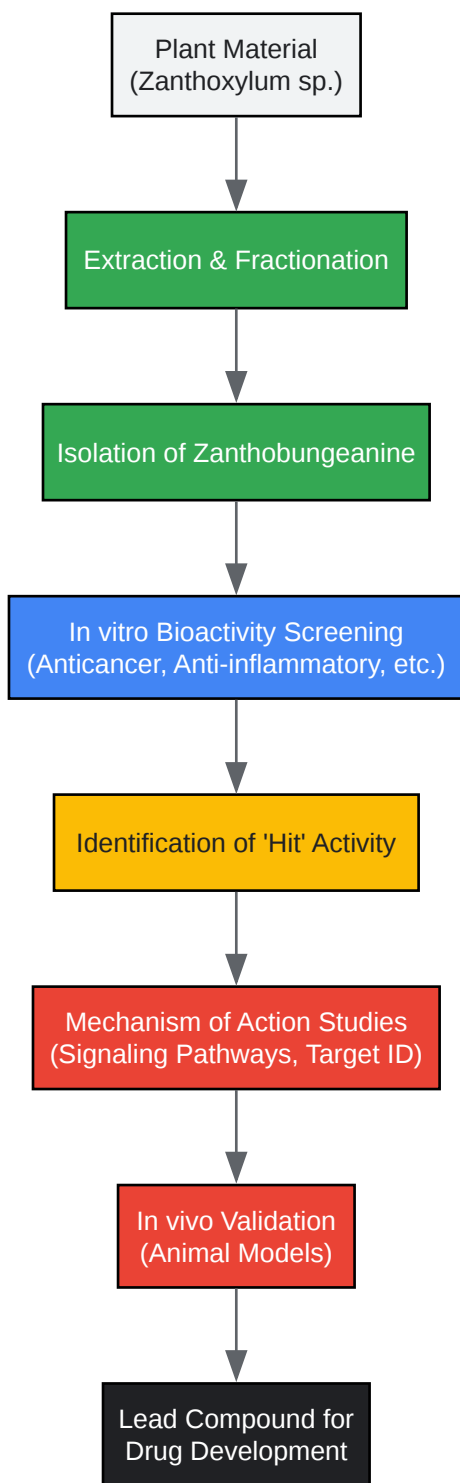 Plant Material
(Zanthoxylum sp.)
Extraction & Fractionation
Isolation of Zanthobungeanine
In vitro Bioactivity Screening
(Anticancer, Anti-inflammatory, etc.)
Identification of 'Hit' Activity
Mechanism of Action Studies
(Signaling Pathways, Target ID)
In vivo Validation
(Animal Models)
Lead Compound for
Drug Development